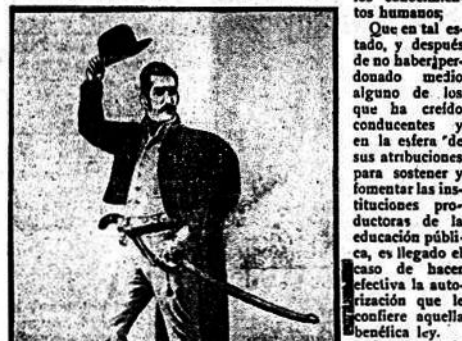 tos humanos;
Que en tal es-
tado, y después
de no haber per-
donado medio
alguno de los
que ha creído
conducentes y
en la esfera de
sus atribuciones
para sostener y
fomentar las ins-
tituciones pro-
ductoras de la
educación públi-
ca, es llegado el
caso de hacer
efectiva la auto-
rización que le
confiere aquella
benéfica ley.